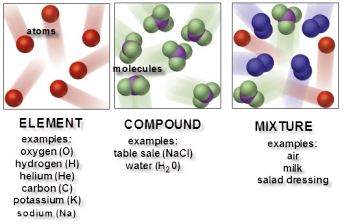 atoms
molecules
ELEMENT
examples:
oxygen (O)
hydrogen (H)
helium (He)
carbon (C)
potassium (K)
sodium (Na)
COMPOUND
examples:
table sale (NaCl)
water (H₂0)
MIXTURE
examples:
air
milk
salad dressing